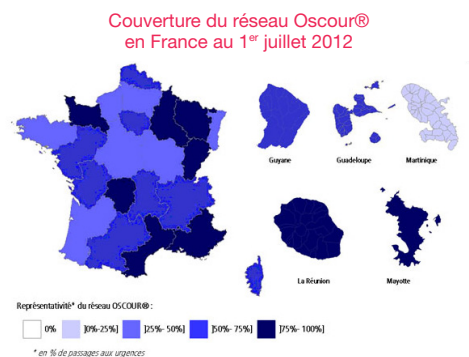 Couverture du réseau Oscour®
en France au 1er juillet 2012
Guyane
Guadeloupe
Martinique
La Réunion
Mayotte
Représentativité* du réseau OSCOUR® :
0% ]0%-25%] ]25%- 50%] ]50%- 75%] ]75%- 100%]
* en % de passages aux urgences